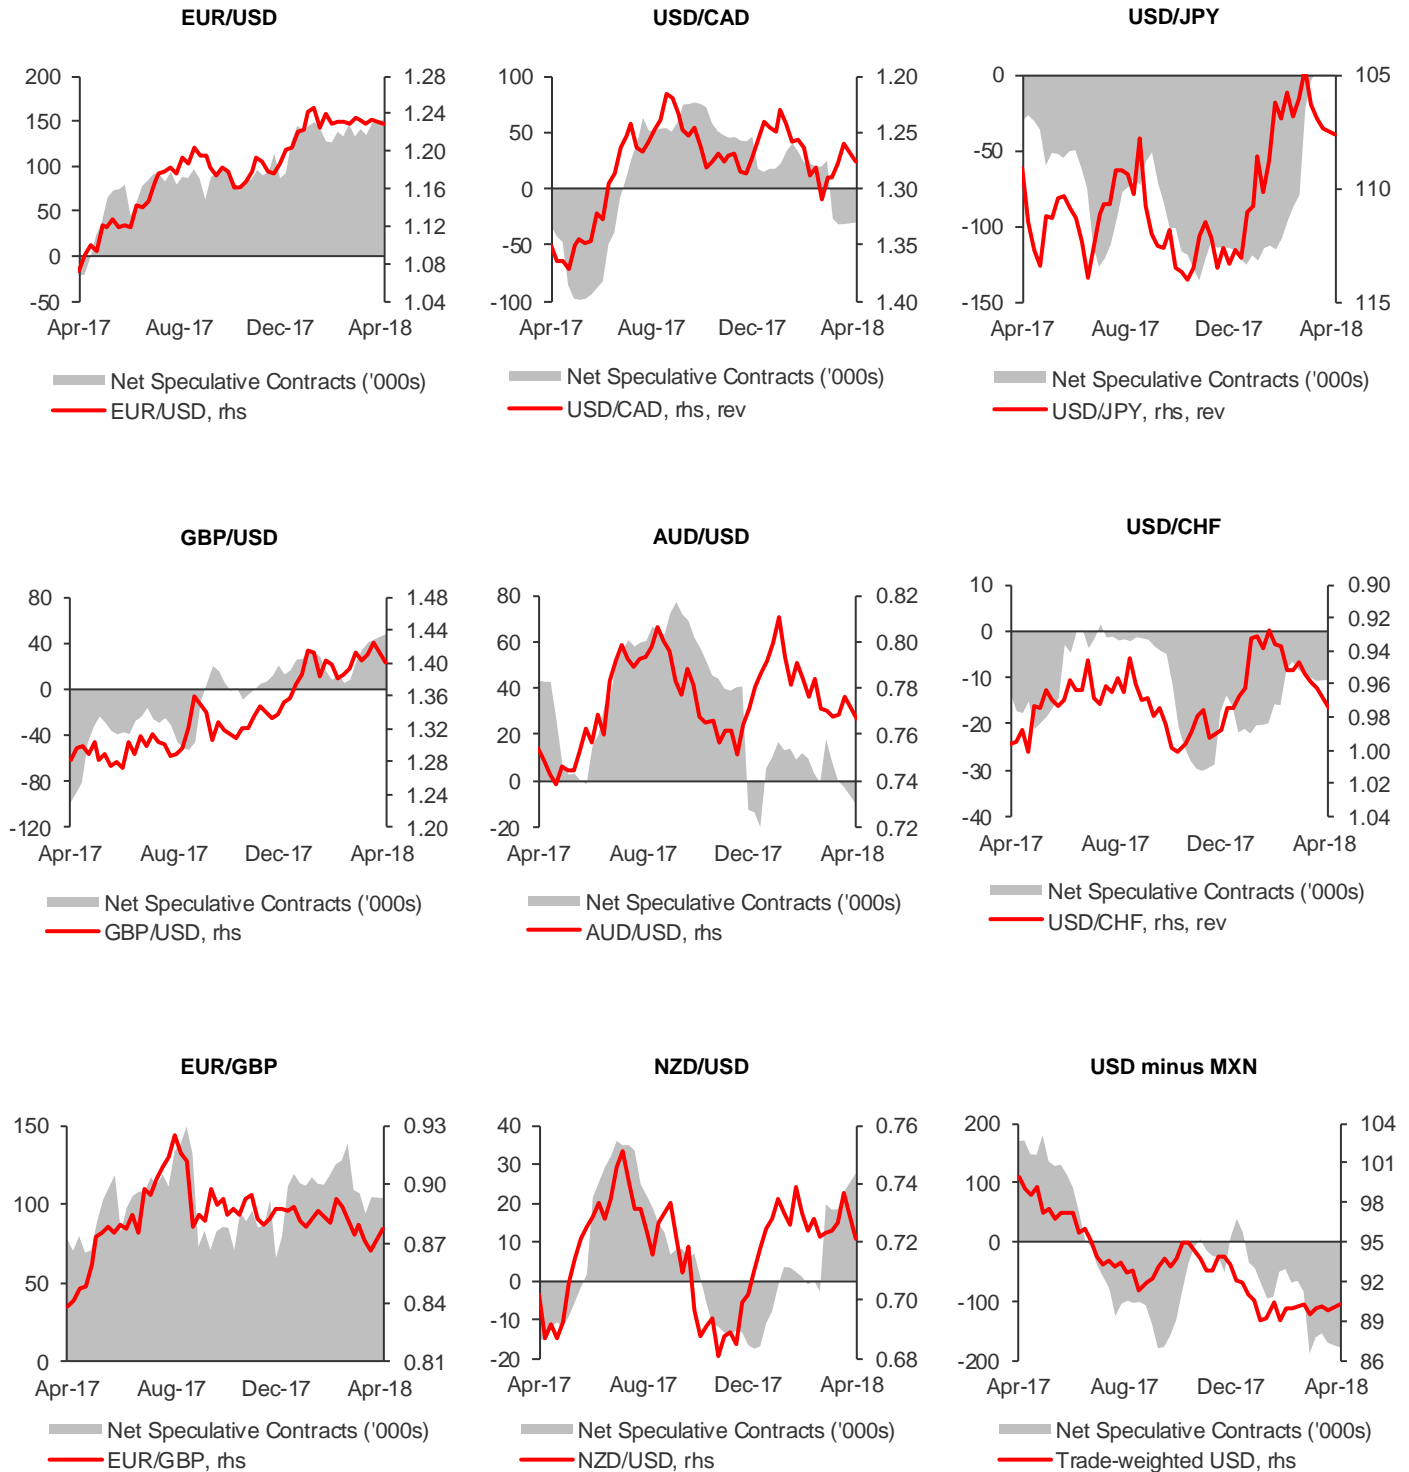 EUR/USD
200
150
100
50
0
-50
1.28
1.24
1.20
1.16
1.12
1.08
1.04
Apr-17 Aug-17 Dec-17 Apr-18
Net Speculative Contracts ('000s)
EUR/USD, rhs
USD/CAD
100
50
0
-50
-100
1.20
1.25
1.30
1.35
1.40
Apr-17 Aug-17 Dec-17 Apr-18
Net Speculative Contracts ('000s)
USD/CAD, rhs, rev
USD/JPY
0
-50
-100
-150
105
110
115
Apr-17 Aug-17 Dec-17 Apr-18
Net Speculative Contracts ('000s)
USD/JPY, rhs, rev
GBP/USD
80
40
0
-40
-80
-120
1.48
1.44
1.40
1.36
1.32
1.28
1.24
1.20
Apr-17 Aug-17 Dec-17 Apr-18
Net Speculative Contracts ('000s)
GBP/USD, rhs
AUD/USD
80
60
40
20
0
-20
0.82
0.80
0.78
0.76
0.74
0.72
Apr-17 Aug-17 Dec-17 Apr-18
Net Speculative Contracts ('000s)
AUD/USD, rhs
USD/CHF
10
0
-10
-20
-30
-40
0.90
0.92
0.94
0.96
0.98
1.00
1.02
1.04
Apr-17 Aug-17 Dec-17 Apr-18
Net Speculative Contracts ('000s)
USD/CHF, rhs, rev
EUR/GBP
150
100
50
0
0.93
0.90
0.87
0.84
0.81
Apr-17 Aug-17 Dec-17 Apr-18
Net Speculative Contracts ('000s)
EUR/GBP, rhs
NZD/USD
40
30
20
10
0
-10
-20
0.76
0.74
0.72
0.70
0.68
Apr-17 Aug-17 Dec-17 Apr-18
Net Speculative Contracts ('000s)
NZD/USD, rhs
USD minus MXN
200
100
0
-100
-200
104
101
98
95
92
89
86
Apr-17 Aug-17 Dec-17 Apr-18
Net Speculative Contracts ('000s)
Trade-weighted USD, rhs